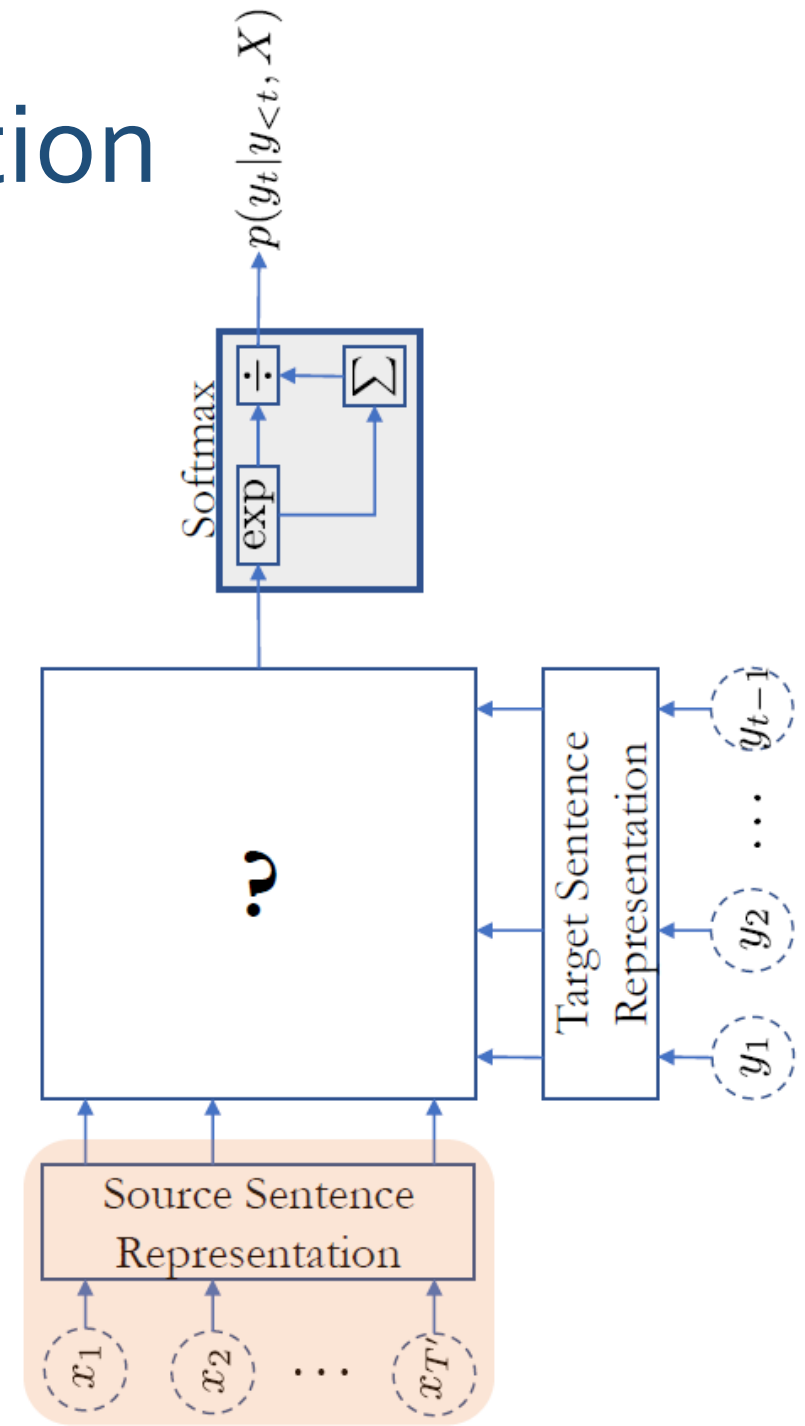 tion
p(y_t|y_{<t}, X)
Softmax
÷
Σ
exp
?
Target Sentence
Representation
y_1
y_2
...
y_{t-1}
Source Sentence
Representation
x_1
x_2
...
x_{T'}